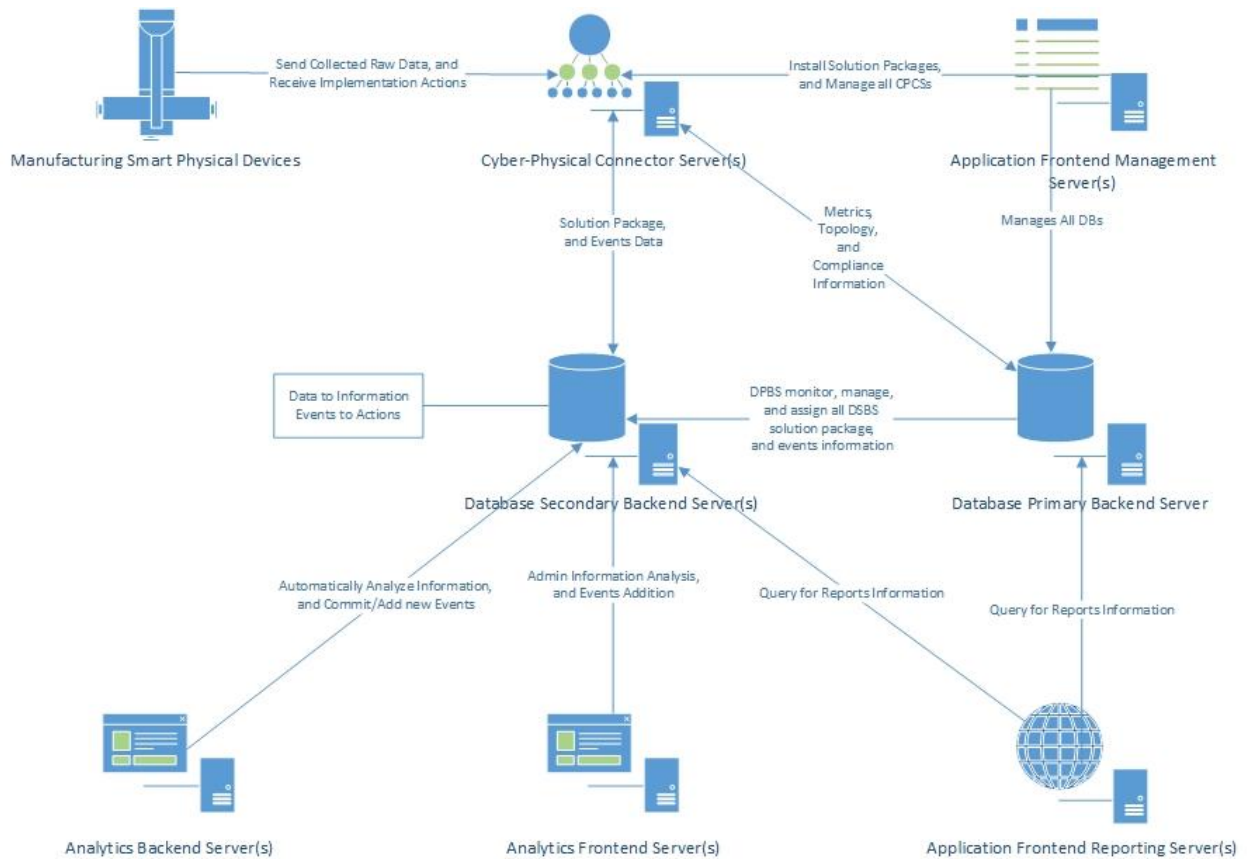 Send Collected Raw Data, and
Receive Implementation Actions
Install Solution Packages,
and Manage all CPCSs
Manufacturing Smart Physical Devices
Cyber-Physical Connector Server(s)
Application Frontend Management
Server(s)
Solution Package,
and Events Data
Metrics,
Topology,
and
Compliance
Information
Manages All DBs
Data to Information
Events to Actions
DPBS monitor, manage,
and assign all DSBS
solution package,
and events information
Database Secondary Backend Server(s)
Database Primary Backend Server
Automatically Analyze Information,
and Commit/Add new Events
Admin Information Analysis,
and Events Addition
Query for Reports Information
Query for Reports Information
Analytics Backend Server(s)
Analytics Frontend Server(s)
Application Frontend Reporting Server(s)